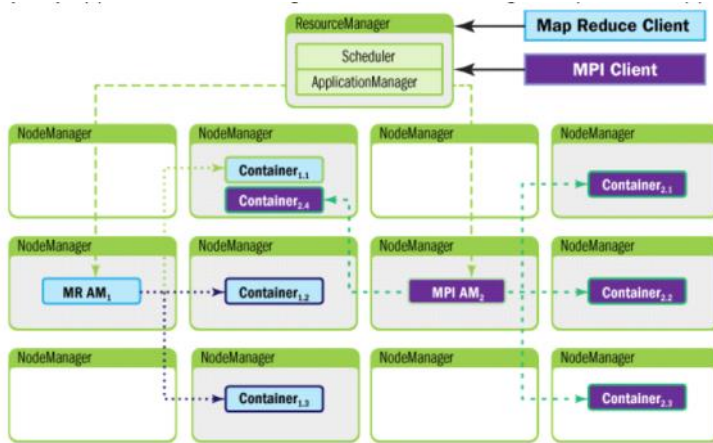 ResourceManager
Map Reduce Client
Scheduler
MPI Client
ApplicationManager
NodeManager
NodeManager
NodeManager
NodeManager
Container₁.₁
Container₂.₄
Container₂.₁
NodeManager
NodeManager
NodeManager
NodeManager
MR AM₁
Container₁.₂
MPI AM₂
Container₂.₂
NodeManager
NodeManager
NodeManager
NodeManager
Container₁.₃
Container₂.₃